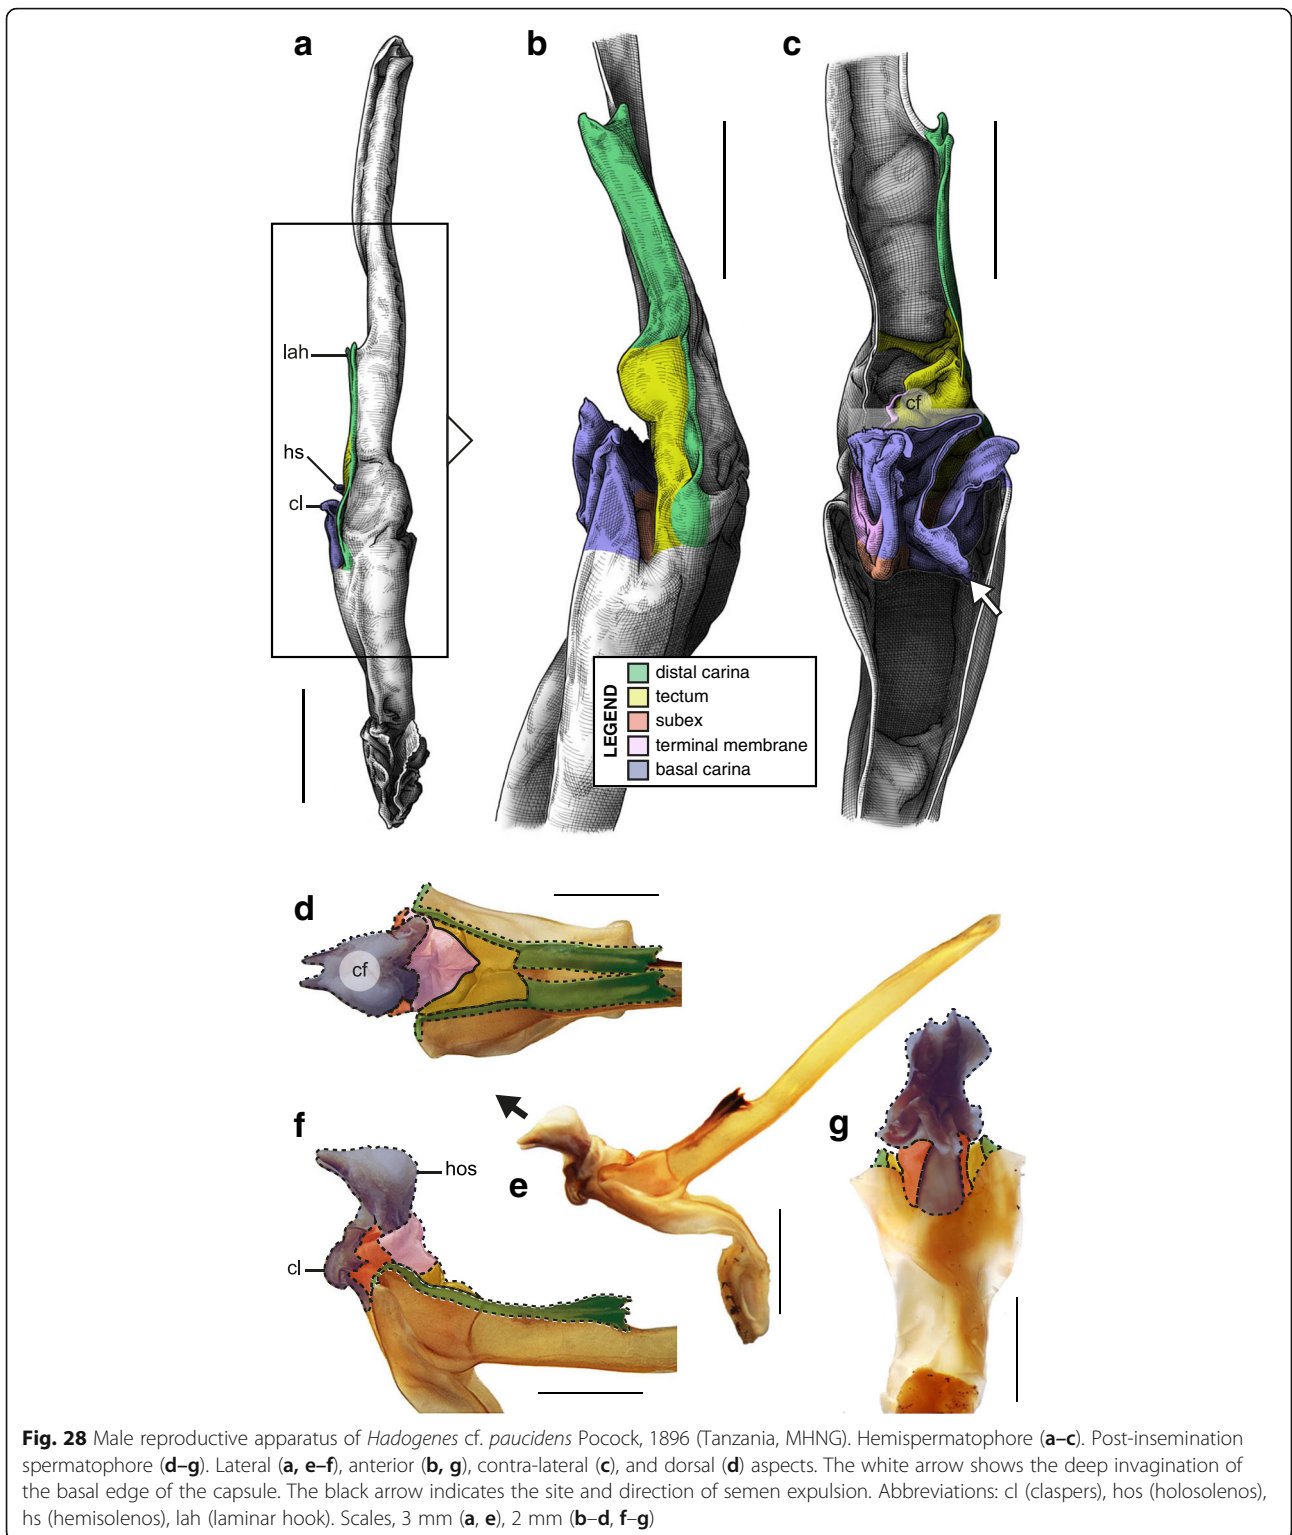 a
b
c
lah
hs
cl
cf
LEGEND
distal carina
tectum
subex
terminal membrane
basal carina
d
cf
f
hos
e
g
cl
Fig. 28 Male reproductive apparatus of Hadogenes cf. paucidens Pocock, 1896 (Tanzania, MHNG). Hemispermatophore (a–c). Post-insemination
spermatophore (d–g). Lateral (a, e–f), anterior (b, g), contra-lateral (c), and dorsal (d) aspects. The white arrow shows the deep invagination of
the basal edge of the capsule. The black arrow indicates the site and direction of semen expulsion. Abbreviations: cl (claspers), hos (holosolenos),
hs (hemisolenos), lah (laminar hook). Scales, 3 mm (a, e), 2 mm (b–d, f–g)